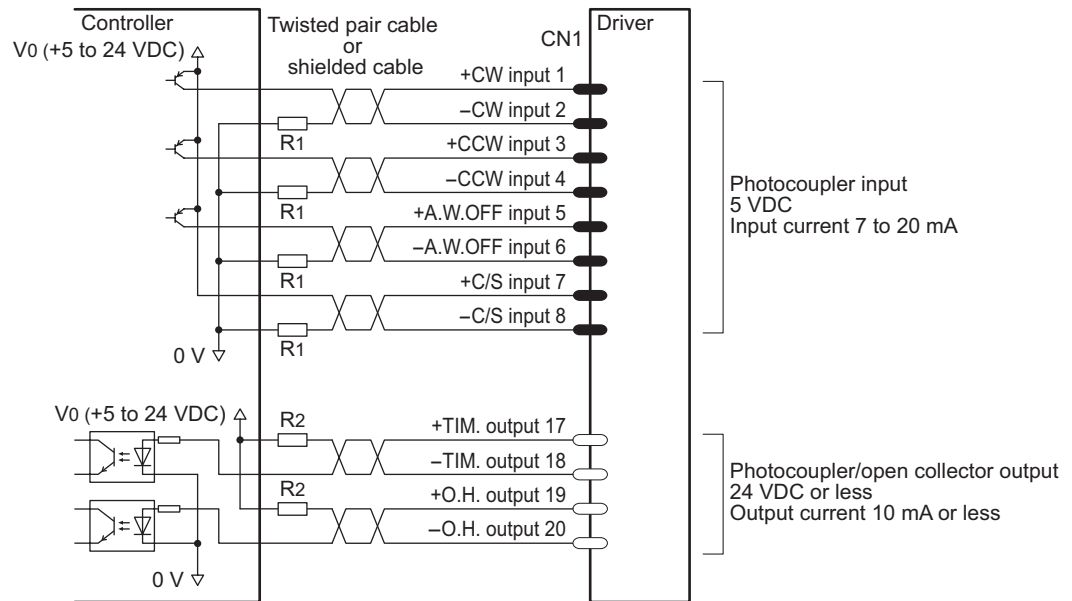 Controller
Twisted pair cable
or
shielded cable
CN1
Driver
V0 (+5 to 24 VDC)
+CW input 1
–CW input 2
R1
+CCW input 3
–CCW input 4
R1
+A.W.OFF input 5
–A.W.OFF input 6
R1
+C/S input 7
–C/S input 8
R1
0 V
Photocoupler input
5 VDC
Input current 7 to 20 mA
V0 (+5 to 24 VDC)
R2
+TIM. output 17
–TIM. output 18
R2
+O.H. output 19
–O.H. output 20
0 V
Photocoupler/open collector output
24 VDC or less
Output current 10 mA or less